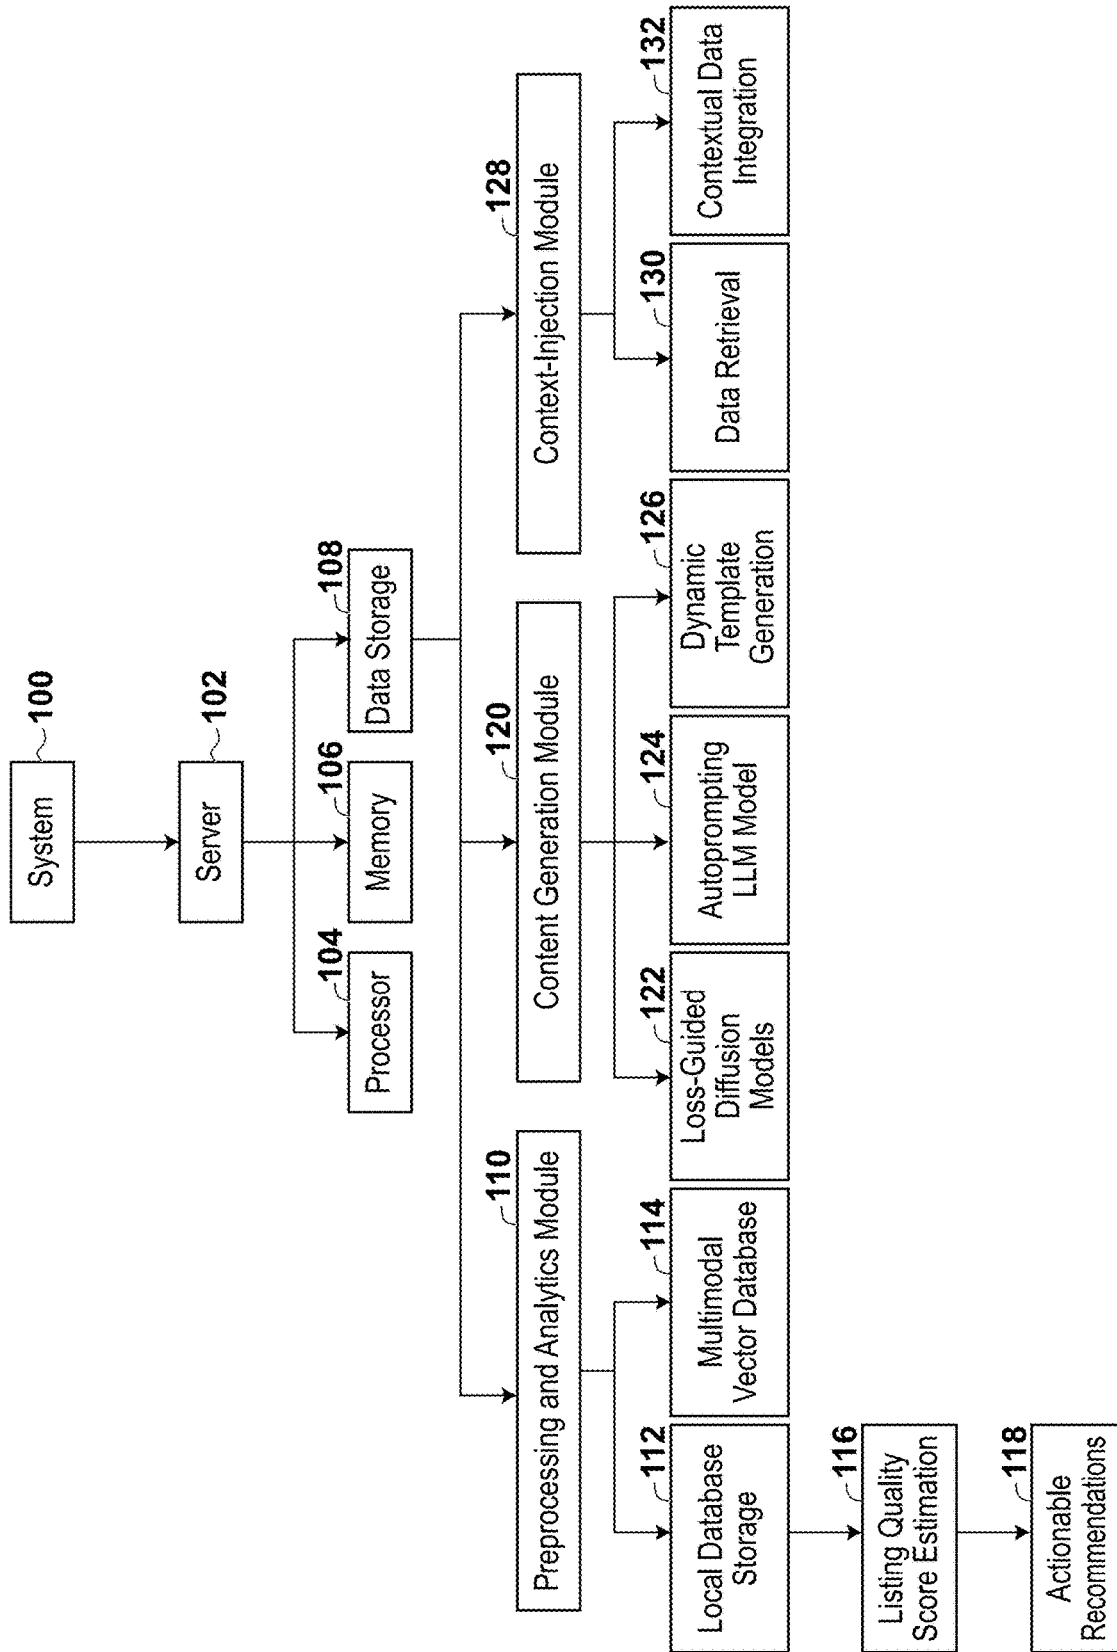 System
100
Server
102
Processor
104
Memory
106
Data Storage
108
Preprocessing and Analytics Module
110
Content Generation Module
120
Context-Injection Module
128
Local Database
Storage
112
Multimodal
Vector Database
114
Loss-Guided
Diffusion
Models
122
Autoprompting
LLM Model
124
Dynamic
Template
Generation
126
Data Retrieval
130
Contextual Data
Integration
132
Listing Quality
Score Estimation
116
Actionable
Recommendations
118